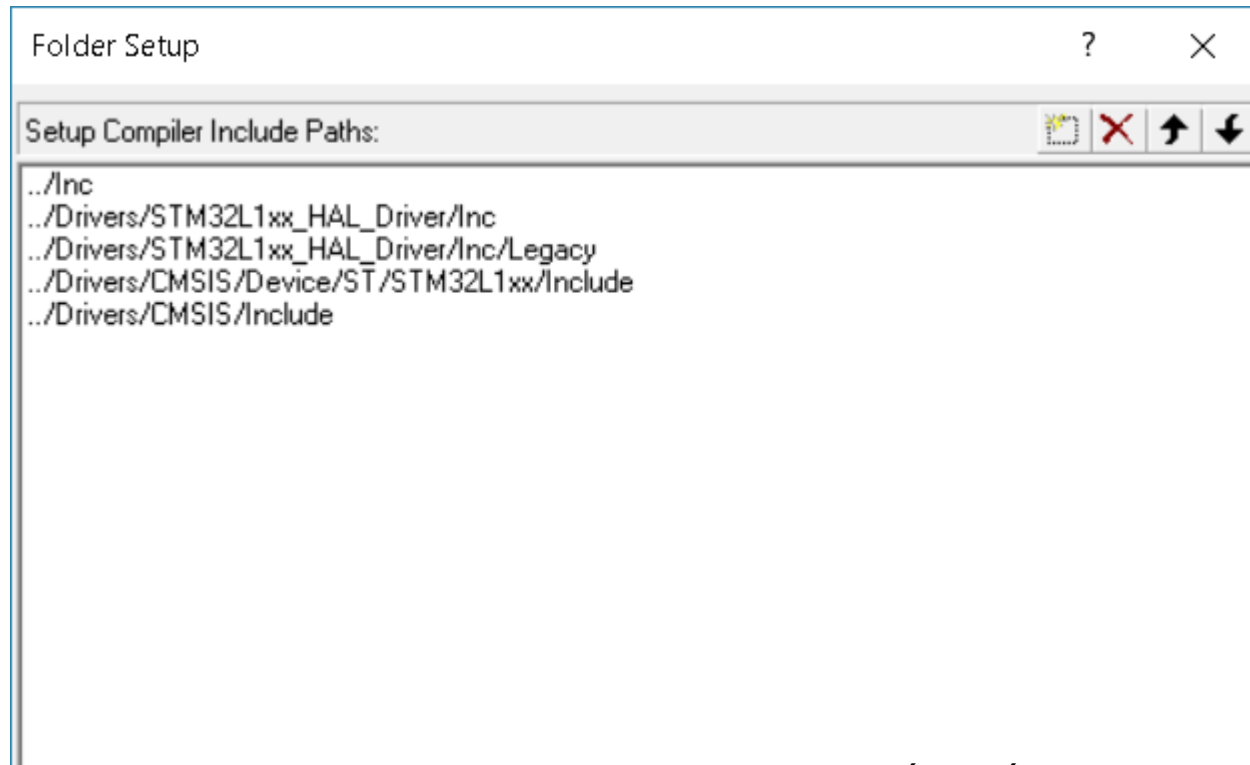 Folder Setup
Setup Compiler Include Paths:
../Inc
../Drivers/STM32L1xx_HAL_Driver/Inc
../Drivers/STM32L1xx_HAL_Driver/Inc/Legacy
../Drivers/CMSIS/Device/ST/STM32L1xx/Include
../Drivers/CMSIS/Include